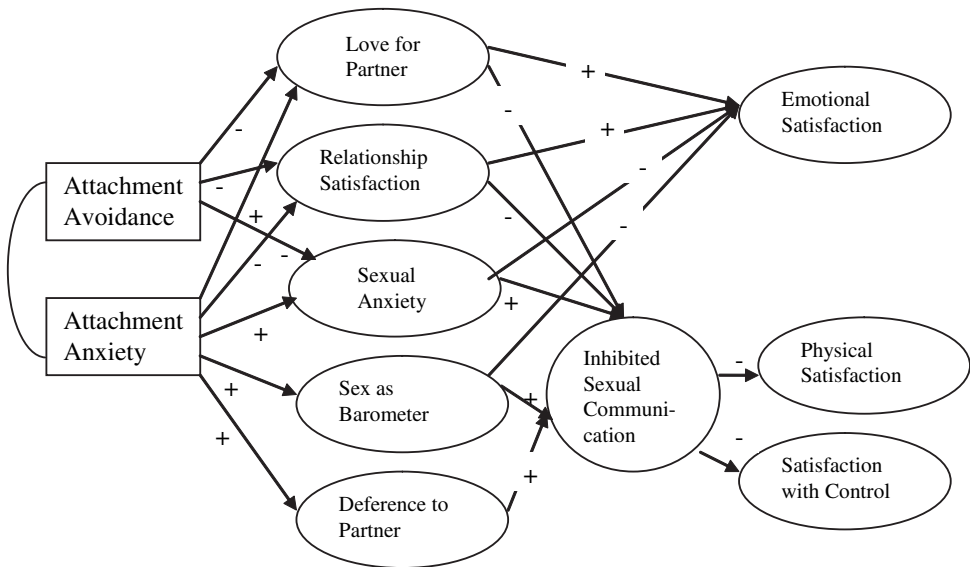 Love for
Partner
+
-
Emotional
Satisfaction
-
+
Relationship
Satisfaction
-
Attachment
Avoidance
-
+
-
-
-
-
Sexual
Anxiety
+
Attachment
Anxiety
+
Inhibited
Sexual
Communi-
cation
-
Physical
Satisfaction
+
Sex as
Barometer
+
+
-
Satisfaction
with Control
+
Deference to
Partner